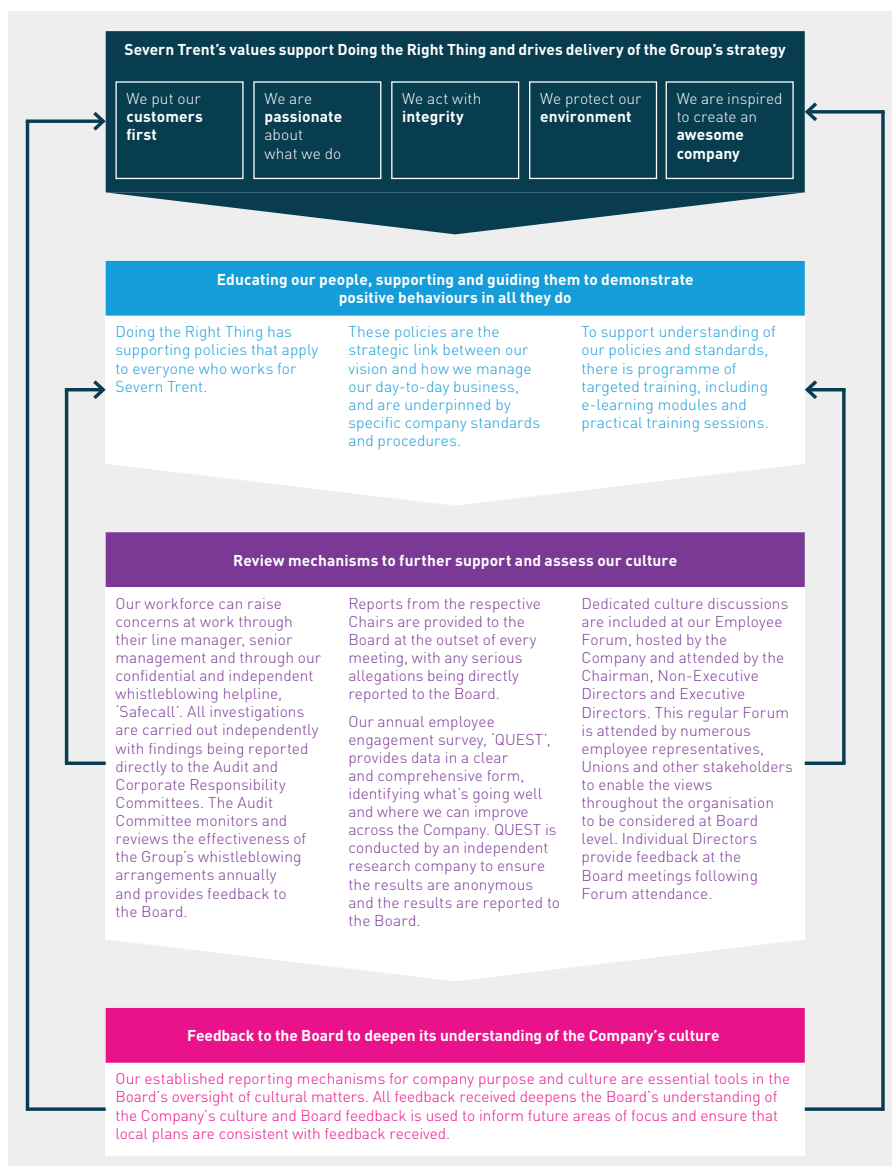 Severn Trent's values support Doing the Right Thing and drives delivery of the Group's strategy
We put our
customers
first
We are
passionate
about
what we do
We act with
integrity
We protect our
environment
We are inspired
to create an
awesome
company
Educating our people, supporting and guiding them to demonstrate
positive behaviours in all they do
Doing the Right Thing has
supporting policies that apply
to everyone who works for
Severn Trent.
These policies are the
strategic link between our
vision and how we manage
our day-to-day business,
and are underpinned by
specific company standards
and procedures.
To support understanding of
our policies and standards,
there is programme of
targeted training, including
e-learning modules and
practical training sessions.
Review mechanisms to further support and assess our culture
Our workforce can raise
concerns at work through
their line manager, senior
management and through our
confidential and independent
whistleblowing helpline,
'Safecall'. All investigations
are carried out independently
with findings being reported
directly to the Audit and
Corporate Responsibility
Committees. The Audit
Committee monitors and
reviews the effectiveness of
the Group's whistleblowing
arrangements annually
and provides feedback to
the Board.
Reports from the respective
Chairs are provided to the
Board at the outset of every
meeting, with any serious
allegations being directly
reported to the Board.
Our annual employee
engagement survey, 'QUEST',
provides data in a clear
and comprehensive form,
identifying what's going well
and where we can improve
across the Company. QUEST is
conducted by an independent
research company to ensure
the results are anonymous
and the results are reported to
the Board.
Dedicated culture discussions
are included at our Employee
Forum, hosted by the
Company and attended by the
Chairman, Non-Executive
Directors and Executive
Directors. This regular Forum
is attended by numerous
employee representatives,
Unions and other stakeholders
to enable the views
throughout the organisation
to be considered at Board
level. Individual Directors
provide feedback at the
Board meetings following
Forum attendance.
Feedback to the Board to deepen its understanding of the Company's culture
Our established reporting mechanisms for company purpose and culture are essential tools in the
Board's oversight of cultural matters. All feedback received deepens the Board's understanding of
the Company's culture and Board feedback is used to inform future areas of focus and ensure that
local plans are consistent with feedback received.